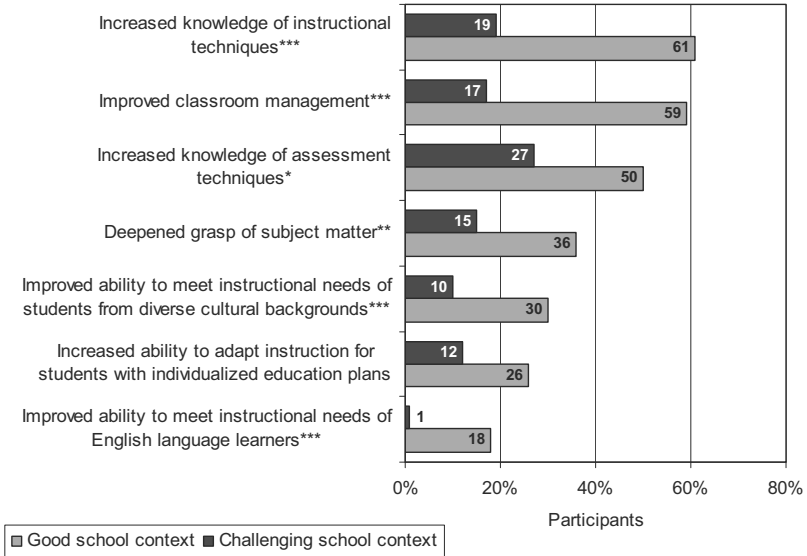 Increased knowledge of instructional
techniques***
19
61
Improved classroom management***
17
59
Increased knowledge of assessment
techniques*
27
50
Deepened grasp of subject matter**
15
36
Improved ability to meet instructional needs of
students from diverse cultural backgrounds***
10
30
Increased ability to adapt instruction for
students with individualized education plans
12
26
Improved ability to meet instructional needs of
English language learners***
1
18
0% 20% 40% 60% 80%
Participants
Good school context Challenging school context